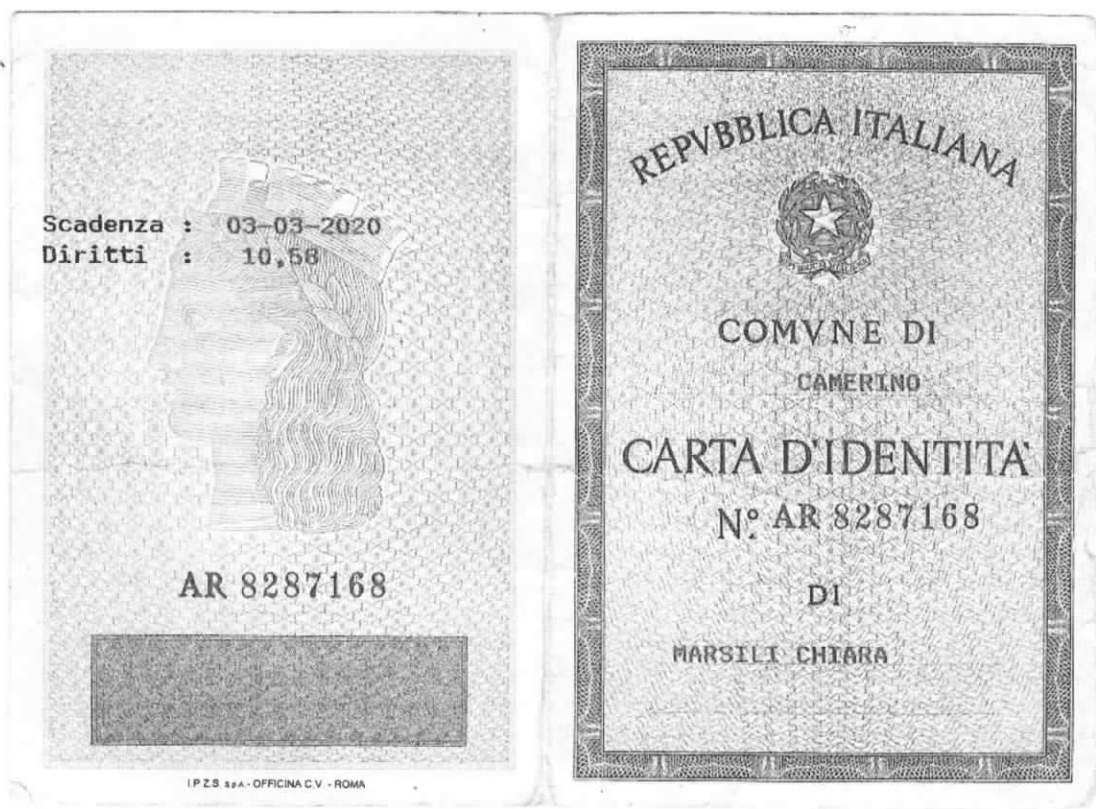 Scadenza : 03-03-2020
Diritti : 10,58
AR 8287168
I.P.Z.S. S.p.A. - OFFICINA C.V. - ROMA
REPVBBLICA ITALIANA
COMVNE DI
CAMERINO
CARTA D'IDENTITA'
N° AR 8287168
DI
MARSILI CHIARA